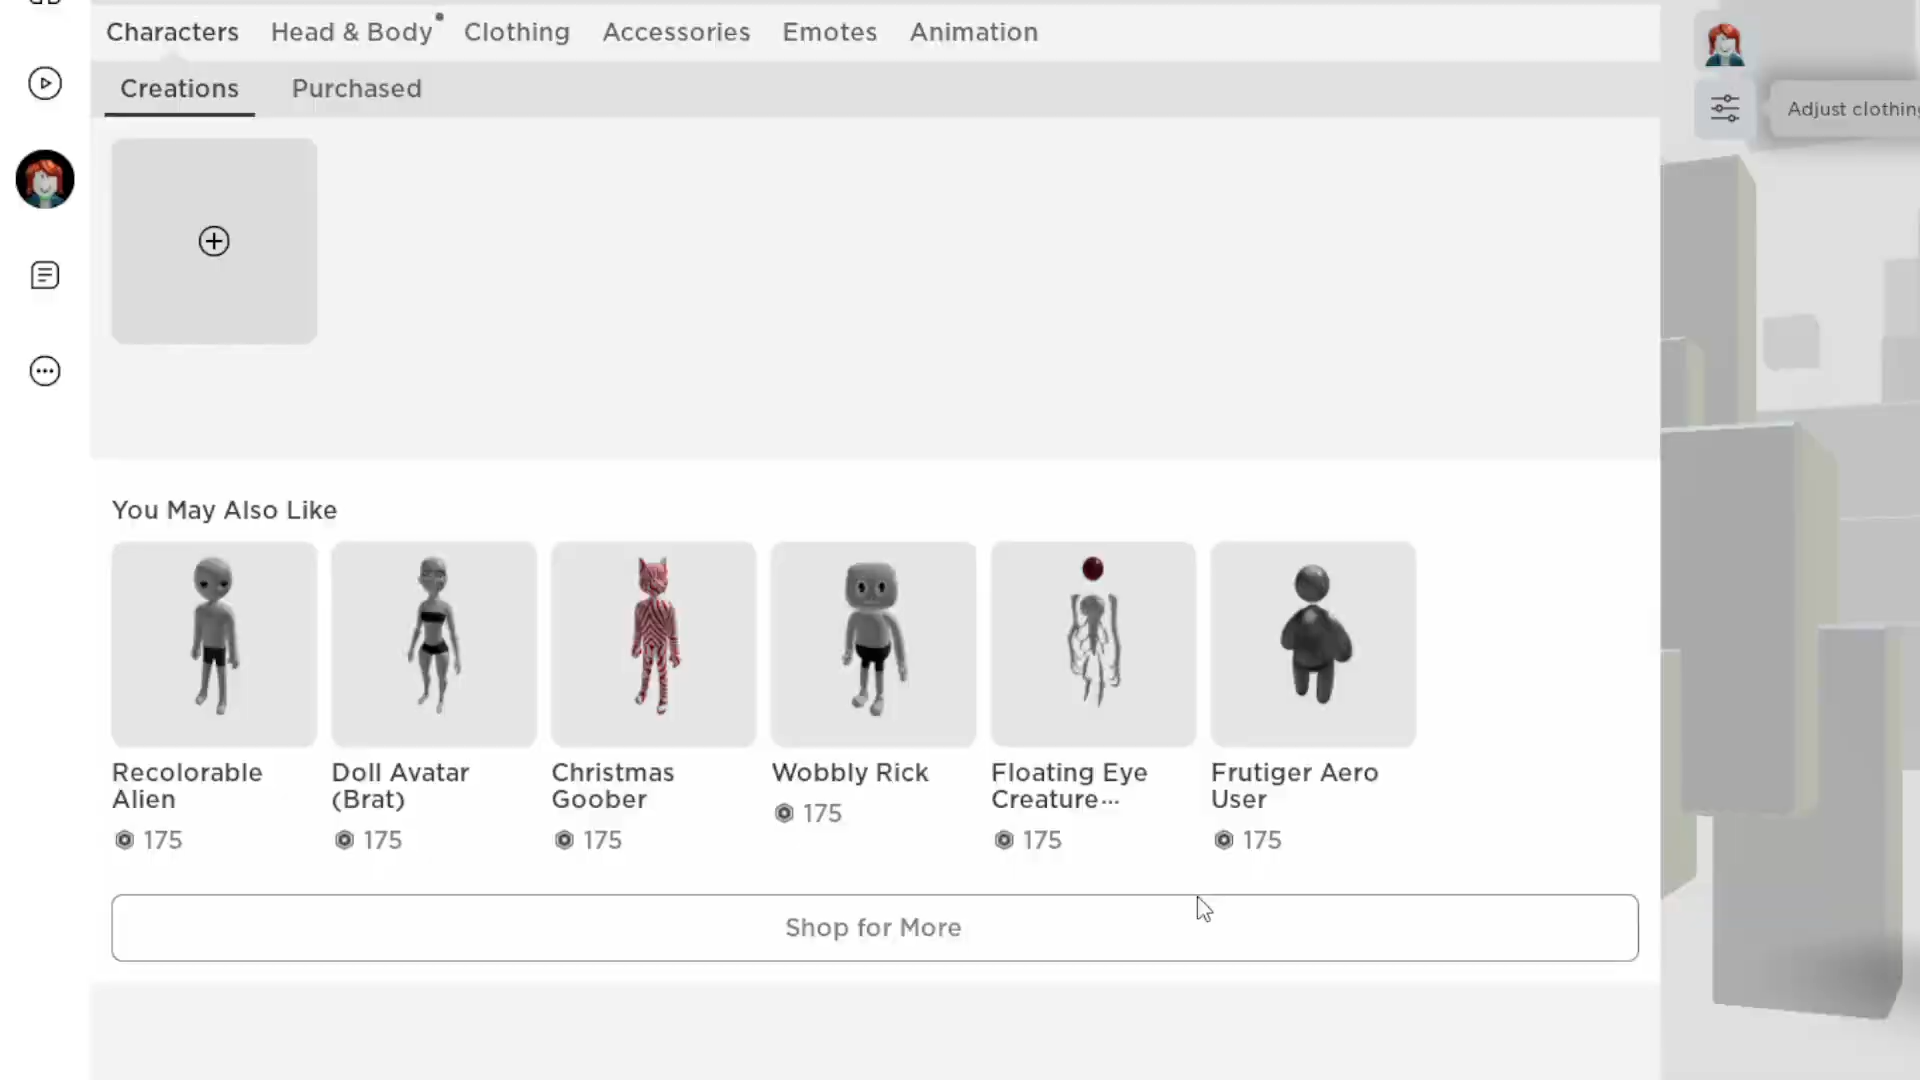 Characters Head & Body Clothing Accessories Emotes Animation
Creations Purchased
Adjust clothing
You May Also Like
Recolorable Alien
175
Doll Avatar (Brat)
175
Christmas Goober
175
Wobbly Rick
175
Floating Eye Creature...
175
Frutiger Aero User
175
Shop for More